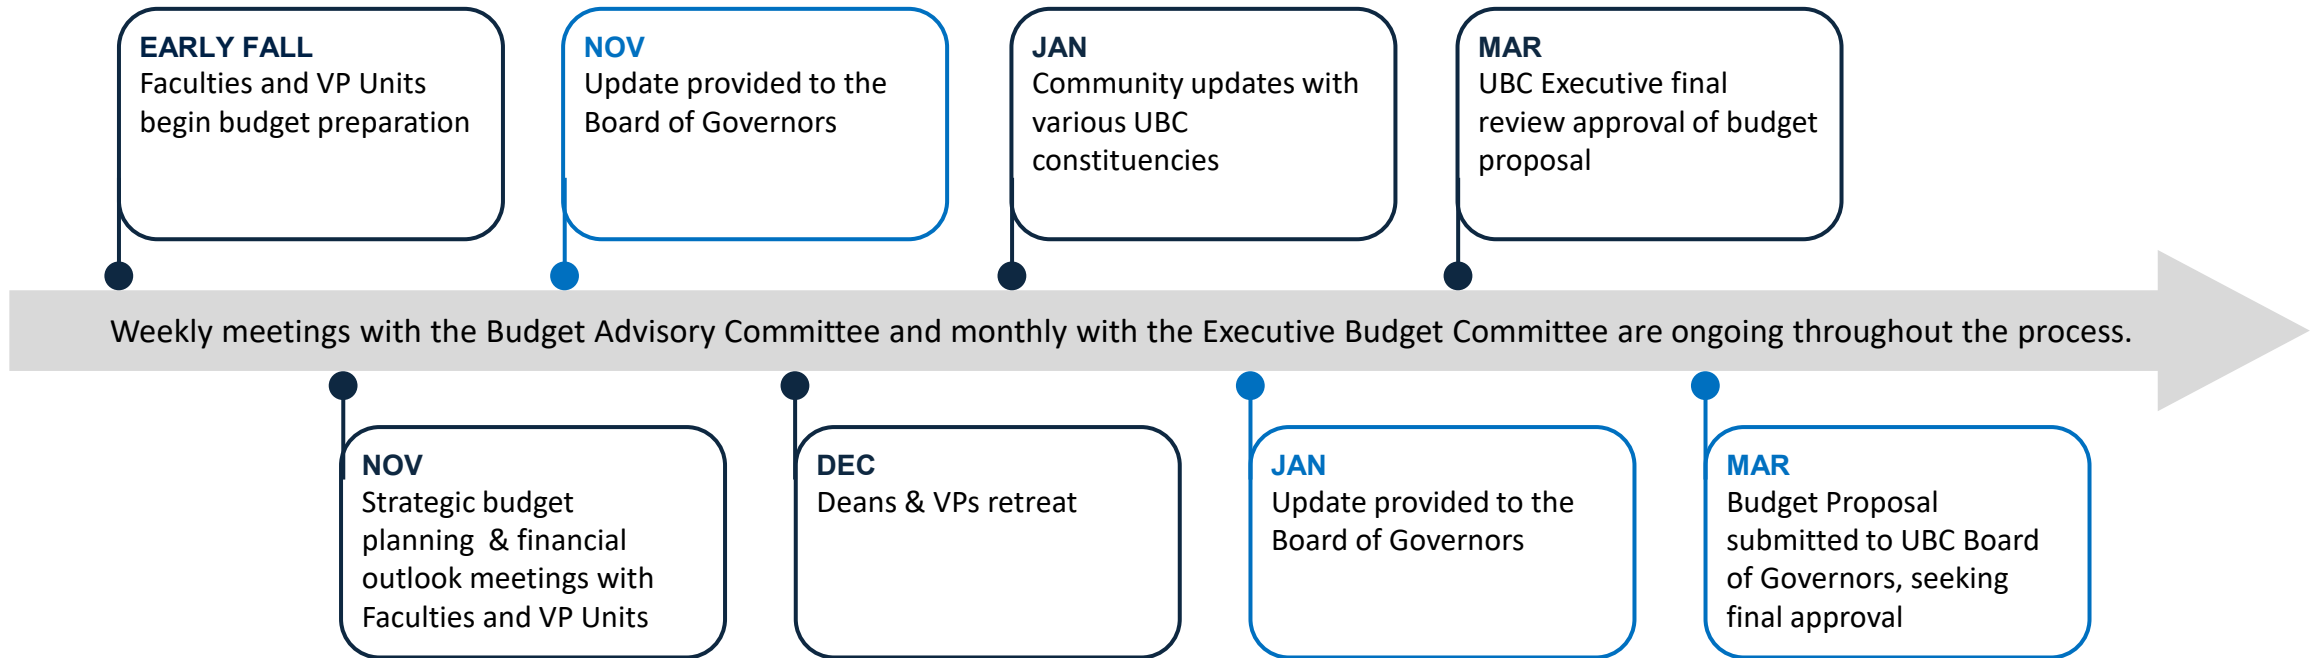 EARLY FALL
Faculties and VP Units
begin budget preparation
NOV
Update provided to the
Board of Governors
JAN
Community updates with
various UBC
constituencies
MAR
UBC Executive final
review approval of budget
proposal
Weekly meetings with the Budget Advisory Committee and monthly with the Executive Budget Committee are ongoing throughout the process.
NOV
Strategic budget
planning  & financial
outlook meetings with
Faculties and VP Units
DEC
Deans & VPs retreat
JAN
Update provided to the
Board of Governors
MAR
Budget Proposal
submitted to UBC Board
of Governors, seeking
final approval